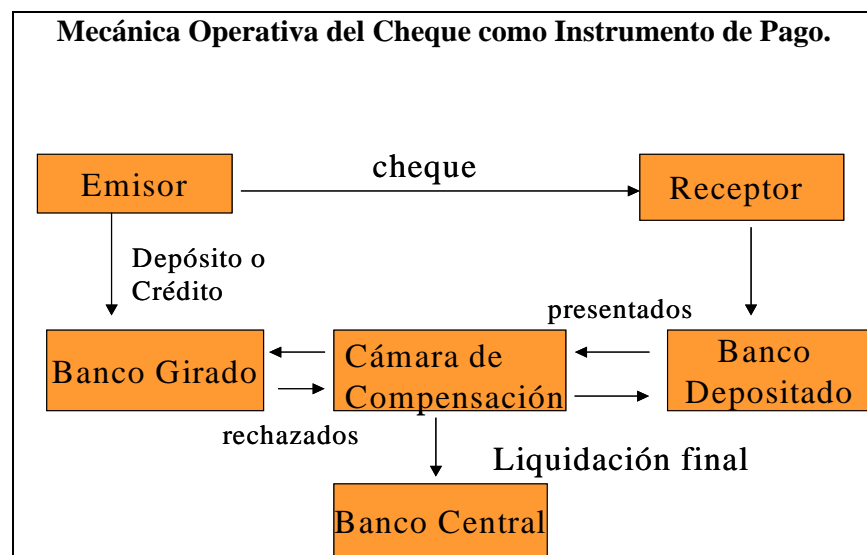 Mecánica Operativa del Cheque como Instrumento de Pago.
cheque
Emisor
Receptor
Depósito o
Crédito
presentados
Banco Girado
Cámara de
Compensación
Banco
Depositado
rechazados
Liquidación final
Banco Central